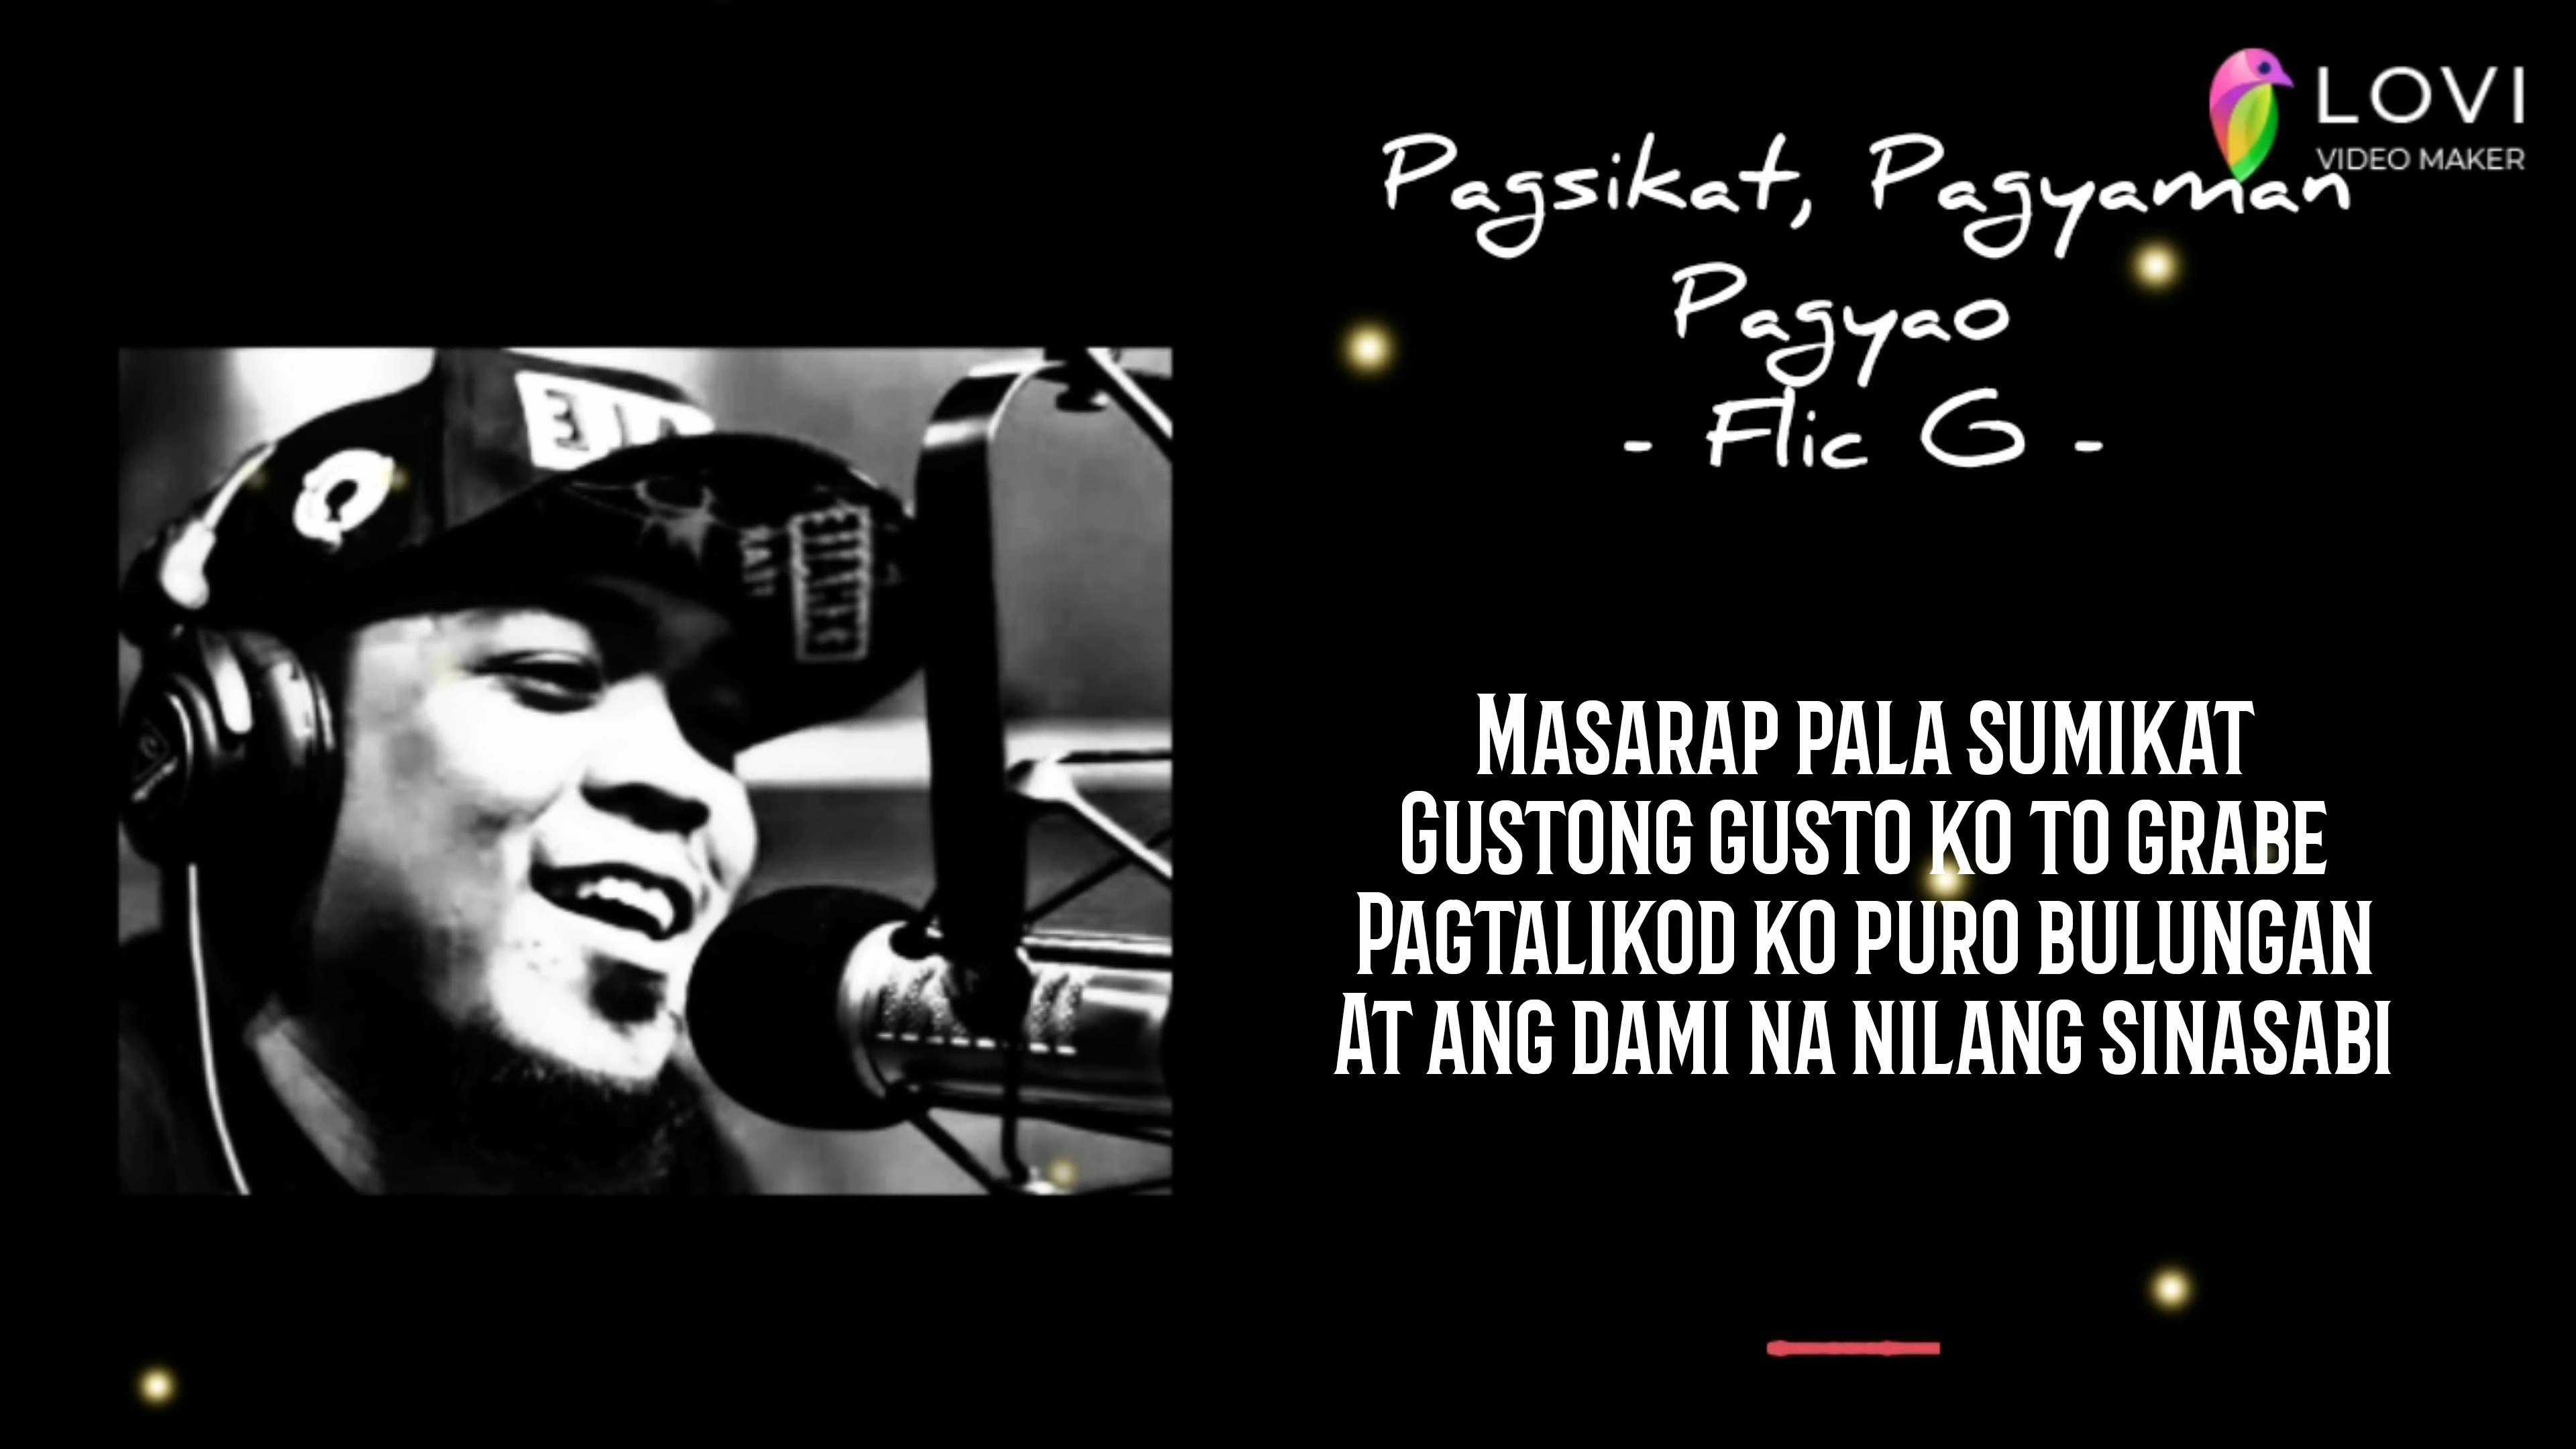 LOVI
VIDEO MAKER
Pagsikat, Pagyaman
Pagyao
- Flic G -
Masarap pala sumikat
Gustong gusto ko to grabe
Pagtalikod ko puro bulungan
At ang dami na nilang sinasabi